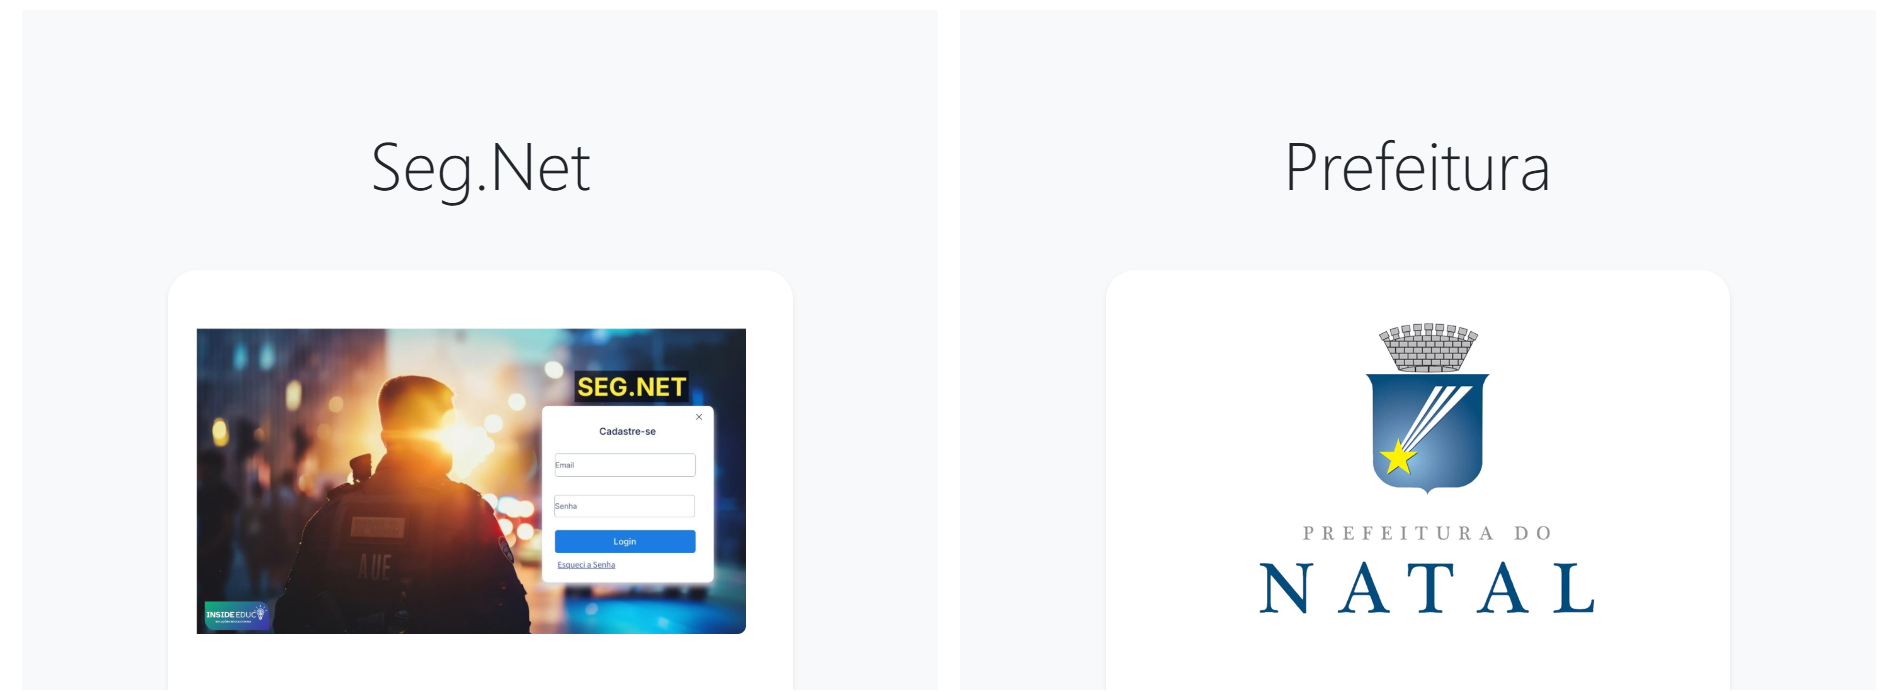 Seg.Net
SEG.NET
Cadastre-se
Email
Senha
Login
Esqueci a Senha
AUE
INSIDE EDUC
Prefeitura
PREFEITURA DO
NATAL